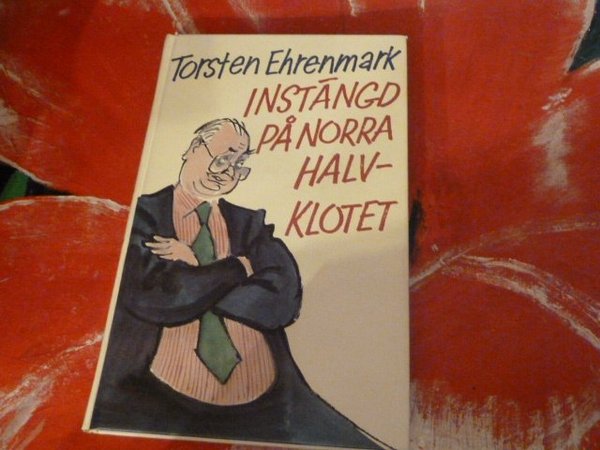 Torsten Ehrenmark
INSTÄNGD
PÅ NORRA
HALV-
KLOTET